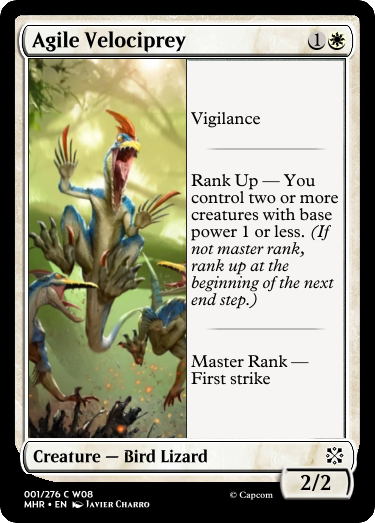 Agile Velociprey
1
Vigilance
Rank Up — You
control two or more
creatures with base
power 1 or less. (If
not master rank,
rank up at the
beginning of the next
end step.)
Master Rank —
First strike
Creature — Bird Lizard
2/2
001/276 C W08
MHR • EN Javier Charro
© Capcom